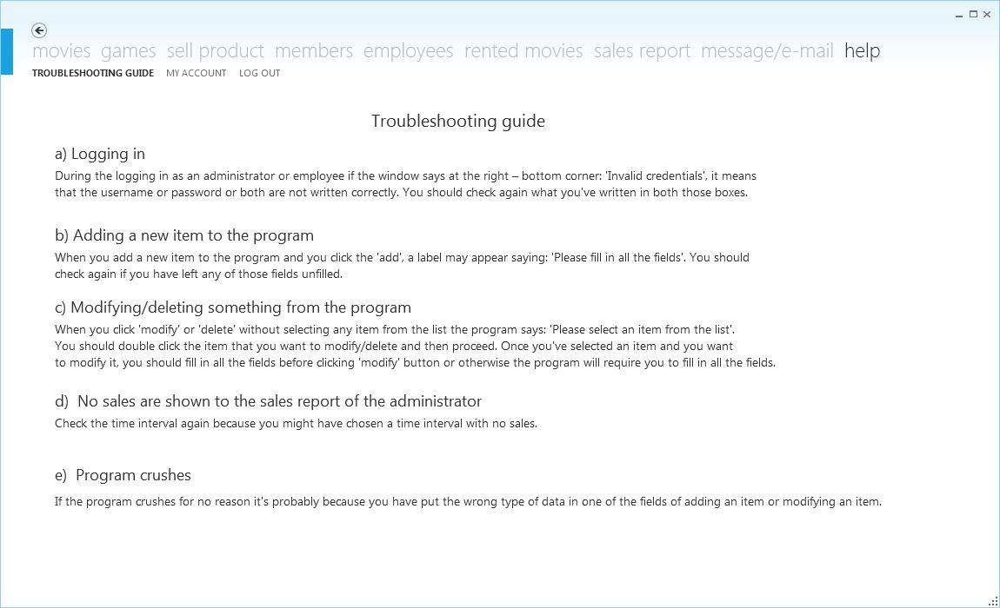 movies games sell product members employees rented movies sales report message/e-mail help
TROUBLESHOOTING GUIDE MY ACCOUNT LOG OUT
Troubleshooting guide
a) Logging in
During the logging in as an administrator or employee if the window says at the right – bottom corner: 'Invalid credentials', it means
that the username or password or both are not written correctly. You should check again what you've written in both those boxes.
b) Adding a new item to the program
When you add a new item to the program and you click the 'add', a label may appear saying: 'Please fill in all the fields'. You should
check again if you have left any of those fields unfilled.
c) Modifying/deleting something from the program
When you click 'modify' or 'delete' without selecting any item from the list the program says: 'Please select an item from the list'.
You should double click the item that you want to modify/delete and then proceed. Once you've selected an item and you want
to modify it, you should fill in all the fields before clicking 'modify' button or otherwise the program will require you to fill in all the fields.
d) No sales are shown to the sales report of the administrator
Check the time interval again because you might have chosen a time interval with no sales.
e) Program crushes
If the program crushes for no reason it's probably because you have put the wrong type of data in one of the fields of adding an item or modifying an item.